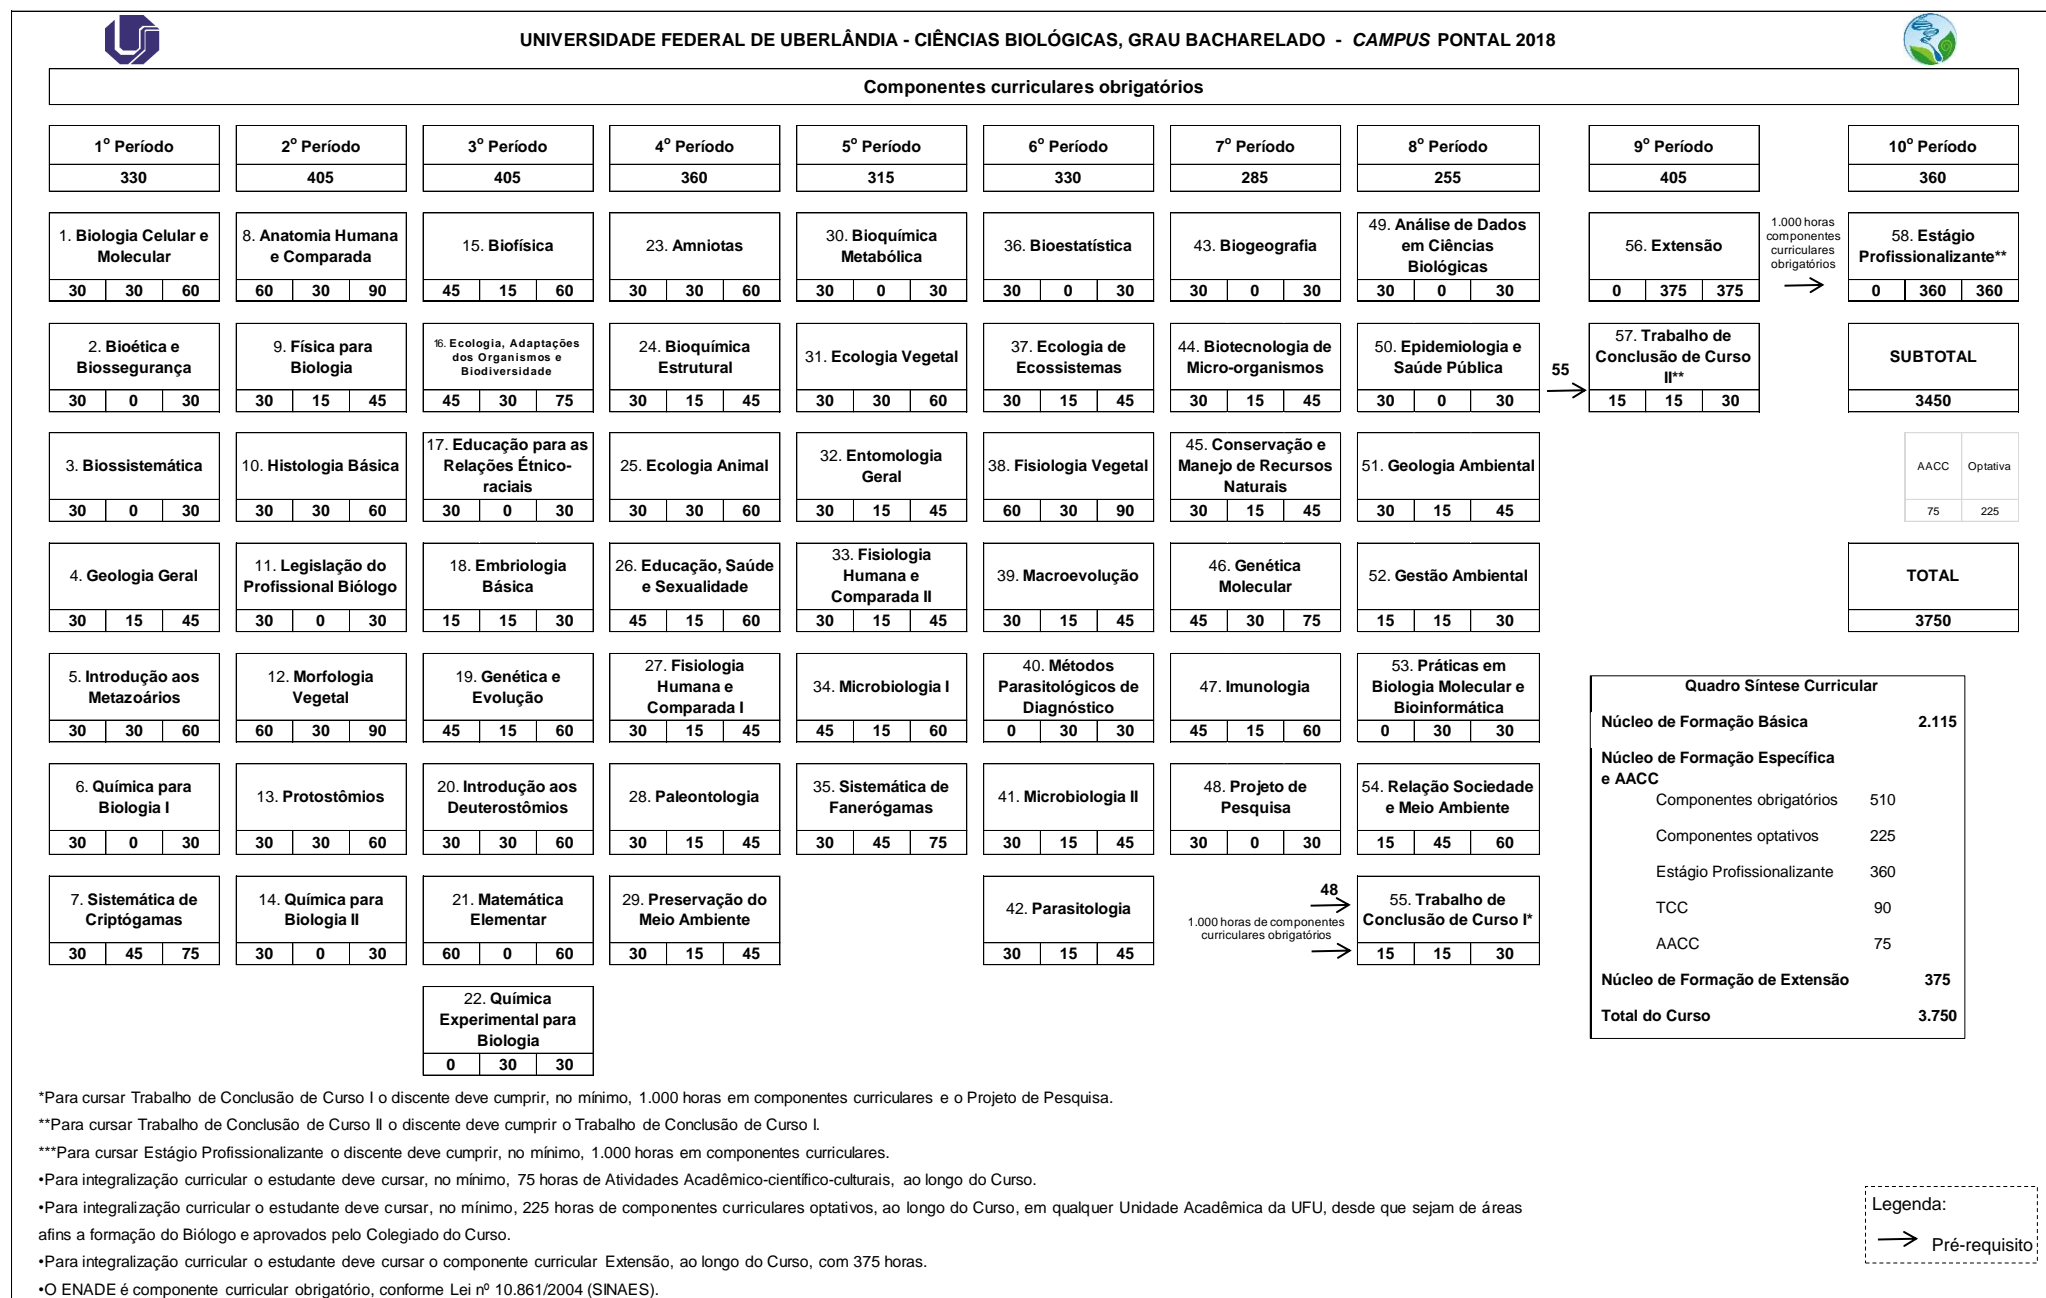 UNIVERSIDADE FEDERAL DE UBERLÂNDIA - CIÊNCIAS BIOLÓGICAS, GRAU BACHARELADO - CAMPUS PONTAL 2018
Componentes curriculares obrigatórios
1o Período
330
1. Biologia Celular e
Molecular
30 30 60
2. Bioética e
Biossegurança
30 0 30
3. Biossistemática
30 0 30
4. Geologia Geral
30 15 45
5. Introdução aos
Metazoários
30 30 60
6. Química para
Biologia I
30 0 30
7. Sistemática de
Criptógamas
30 45 75
2o Período
405
8. Anatomia Humana
e Comparada
60 30 90
9. Física para
Biologia
30 15 45
10. Histologia Básica
30 30 60
11. Legislação do
Profissional Biólogo
30 0 30
12. Morfologia
Vegetal
60 30 90
13. Protostômios
30 30 60
14. Química para
Biologia II
30 0 30
3o Período
405
15. Biofísica
45 15 60
16. Ecologia, Adaptações
dos Organismos e
Biodiversidade
45 30 75
17. Educação para as
Relações Étnico-
raciais
30 0 30
18. Embriologia
Básica
15 15 30
19. Genética e
Evolução
45 15 60
20. Introdução aos
Deuterostômios
30 30 60
21. Matemática
Elementar
60 0 60
22. Química
Experimental para
Biologia
0 30 30
4o Período
360
23. Amniotas
30 30 60
24. Bioquímica
Estrutural
30 15 45
25. Ecologia Animal
30 30 60
26. Educação, Saúde
e Sexualidade
45 15 60
27. Fisiologia
Humana e
Comparada I
30 15 45
28. Paleontologia
30 15 45
29. Preservação do
Meio Ambiente
30 15 45
5o Período
315
30. Bioquímica
Metabólica
30 0 30
31. Ecologia Vegetal
30 30 60
32. Entomologia
Geral
30 15 45
33. Fisiologia
Humana e
Comparada II
30 15 45
34. Microbiologia I
45 15 60
35. Sistemática de
Fanerógamas
30 45 75
6o Período
330
36. Bioestatística
30 0 30
37. Ecologia de
Ecossistemas
30 15 45
38. Fisiologia Vegetal
60 30 90
39. Macroevolução
30 15 45
40. Métodos
Parasitológicos de
Diagnóstico
0 30 30
41. Microbiologia II
30 15 45
42. Parasitologia
30 15 45
7o Período
285
43. Biogeografia
30 0 30
44. Biotecnologia de
Micro-organismos
30 15 45
45. Conservação e
Manejo de Recursos
Naturais
30 15 45
46. Genética
Molecular
45 30 75
47. Imunologia
45 15 60
48. Projeto de
Pesquisa
30 0 30
48
1.000 horas de componentes
curriculares obrigatórios
8o Período
255
49. Análise de Dados
em Ciências
Biológicas
30 0 30
50. Epidemiologia e
Saúde Pública
30 0 30
51. Geologia Ambiental
30 15 45
52. Gestão Ambiental
15 15 30
53. Práticas em
Biologia Molecular e
Bioinformática
0 30 30
54. Relação Sociedade
e Meio Ambiente
15 45 60
55. Trabalho de
Conclusão de Curso I*
15 15 30
55
9o Período
405
56. Extensão
0 375 375
57. Trabalho de
Conclusão de Curso
II**
15 15 30
1.000 horas
componentes
curriculares
obrigatórios
10o Período
360
58. Estágio
Profissionalizante**
0 360 360
SUBTOTAL
3450
AACC Optativa
75 225
TOTAL
3750
Quadro Síntese Curricular
Núcleo de Formação Básica 2.115
Núcleo de Formação Específica
e AACC
Componentes obrigatórios 510
Componentes optativos 225
Estágio Profissionalizante 360
TCC 90
AACC 75
Núcleo de Formação de Extensão 375
Total do Curso 3.750
*Para cursar Trabalho de Conclusão de Curso I o discente deve cumprir, no mínimo, 1.000 horas em componentes curriculares e o Projeto de Pesquisa.
**Para cursar Trabalho de Conclusão de Curso II o discente deve cumprir o Trabalho de Conclusão de Curso I.
***Para cursar Estágio Profissionalizante o discente deve cumprir, no mínimo, 1.000 horas em componentes curriculares.
•Para integralização curricular o estudante deve cursar, no mínimo, 75 horas de Atividades Acadêmico-científico-culturais, ao longo do Curso.
•Para integralização curricular o estudante deve cursar, no mínimo, 225 horas de componentes curriculares optativos, ao longo do Curso, em qualquer Unidade Acadêmica da UFU, desde que sejam de áreas
afins a formação do Biólogo e aprovados pelo Colegiado do Curso.
•Para integralização curricular o estudante deve cursar o componente curricular Extensão, ao longo do Curso, com 375 horas.
•O ENADE é componente curricular obrigatório, conforme Lei nº 10.861/2004 (SINAES).
Legenda:
Pré-requisito